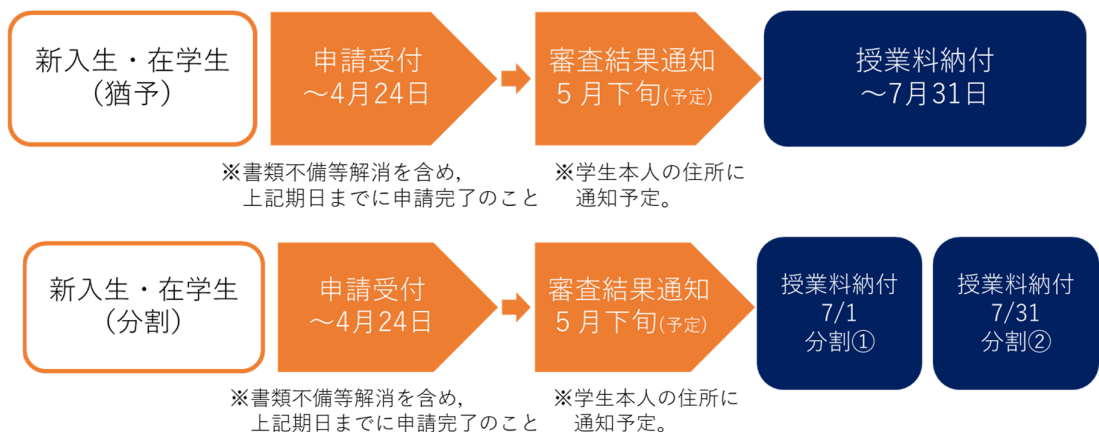 新入生・在学生
（猶予）
申請受付
～4月24日
審査結果通知
5月下旬(予定)
授業料納付
～7月31日
※書類不備等解消を含め，
上記期日までに申請完了のこと
※学生本人の住所に
通知予定。
新入生・在学生
（分割）
申請受付
～4月24日
審査結果通知
5月下旬(予定)
授業料納付
7/1
分割①
授業料納付
7/31
分割②
※書類不備等解消を含め，
上記期日までに申請完了のこと
※学生本人の住所に
通知予定。